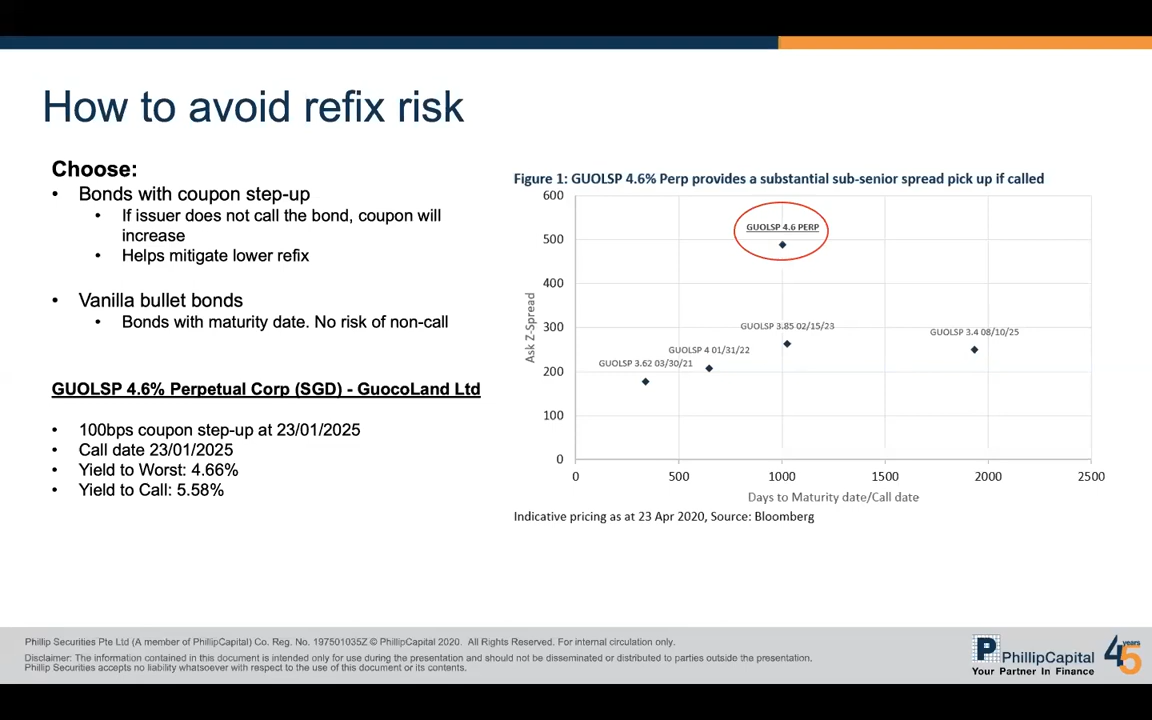 How to avoid refix risk
Choose:
• Bonds with coupon step-up
• If issuer does not call the bond, coupon will
increase
• Helps mitigate lower refix
• Vanilla bullet bonds
• Bonds with maturity date. No risk of non-call
GUOLSP 4.6% Perpetual Corp (SGD) - GuocoLand Ltd
• 100bps coupon step-up at 23/01/2025
• Call date 23/01/2025
• Yield to Worst: 4.66%
• Yield to Call: 5.58%
Figure 1: GUOLSP 4.6% Perp provides a substantial sub-senior spread pick up if called
600
500
400
300
200
100
0
Ask Z-Spread
GUOLSP 4.6 PERP
GUOLSP 3.85 02/15/23
GUOLSP 3.4 08/10/25
GUOLSP 4 01/31/22
GUOLSP 3.62 03/30/21
0 500 1000 1500 2000 2500
Days to Maturity date/Call date
Indicative pricing as at 23 Apr 2020, Source: Bloomberg
Phillip Securities Pte Ltd (A member of PhillipCapital) Co. Reg. No. 197501035Z © PhillipCapital 2020. All Rights Reserved. For internal circulation only.
Disclaimer: The information contained in this document is intended only for use during the presentation and should not be disseminated or distributed to parties outside the presentation.
Phillip Securities accepts no liability whatsoever with respect to the use of this document or its contents.
P PhillipCapital
Your Partner In Finance
45 years